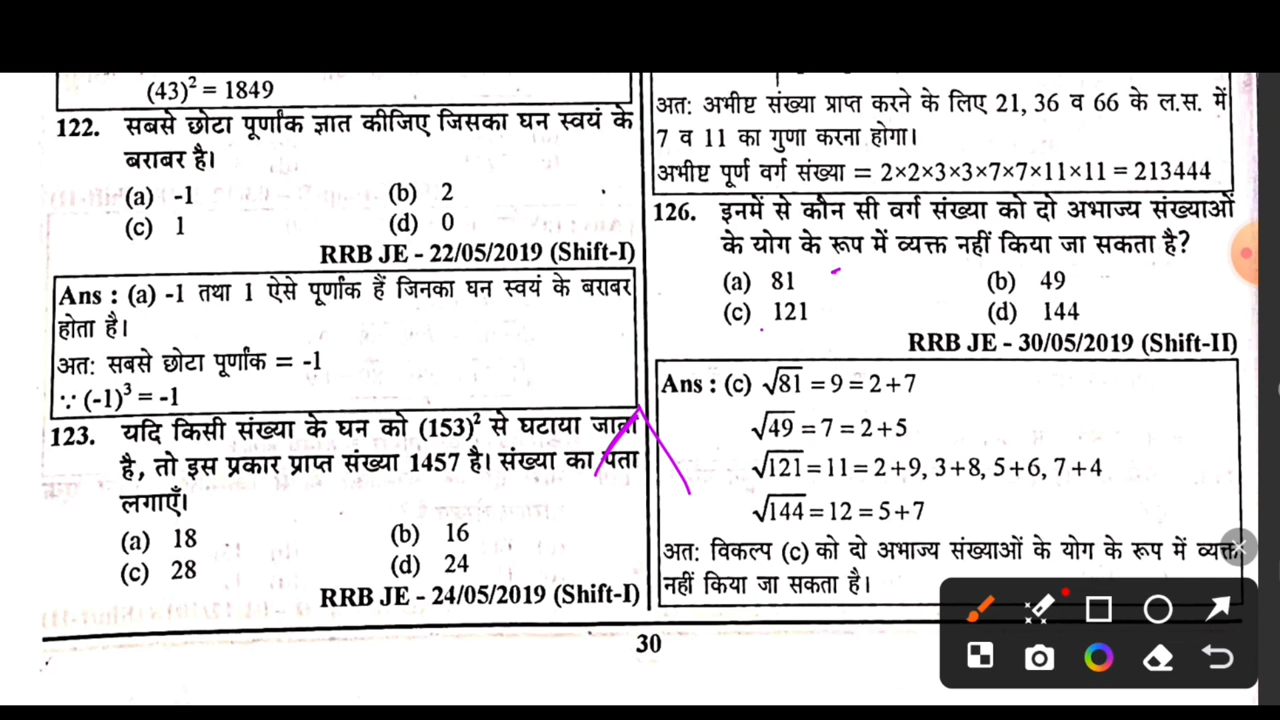 (43)² = 1849
122. सबसे छोटा पूर्णांक ज्ञात कीजिए जिसका घन स्वयं के
बराबर है।
(a) -1 (b) 2
(c) 1 (d) 0
RRB JE - 22/05/2019 (Shift-I)
Ans : (a) -1 तथा 1 ऐसे पूर्णांक हैं जिनका घन स्वयं के बराबर
होता है।
अत: सबसे छोटा पूर्णांक = -1
∵ (-1)³ = -1
123. यदि किसी संख्या के घन को (153)² से घटाया जाता
है, तो इस प्रकार प्राप्त संख्या 1457 है। संख्या का पता
लगाएँ।
(a) 18 (b) 16
(c) 28 (d) 24
RRB JE - 24/05/2019 (Shift-I)
अत: अभीष्ट संख्या प्राप्त करने के लिए 21, 36 व 66 के ल.स. में
7 व 11 का गुणा करना होगा।
अभीष्ट पूर्ण वर्ग संख्या = 2×2×3×3×7×7×11×11 = 213444
126. इनमें से कौन सी वर्ग संख्या को दो अभाज्य संख्याओं
के योग के रूप में व्यक्त नहीं किया जा सकता है?
(a) 81 (b) 49
(c) 121 (d) 144
RRB JE - 30/05/2019 (Shift-II)
Ans : (c) √81 = 9 = 2+7
√49 = 7 = 2+5
√121 = 11 = 2+9, 3+8, 5+6, 7+4
√144 = 12 = 5+7
अत: विकल्प (c) को दो अभाज्य संख्याओं के योग के रूप में व्यक्त
नहीं किया जा सकता है।
30